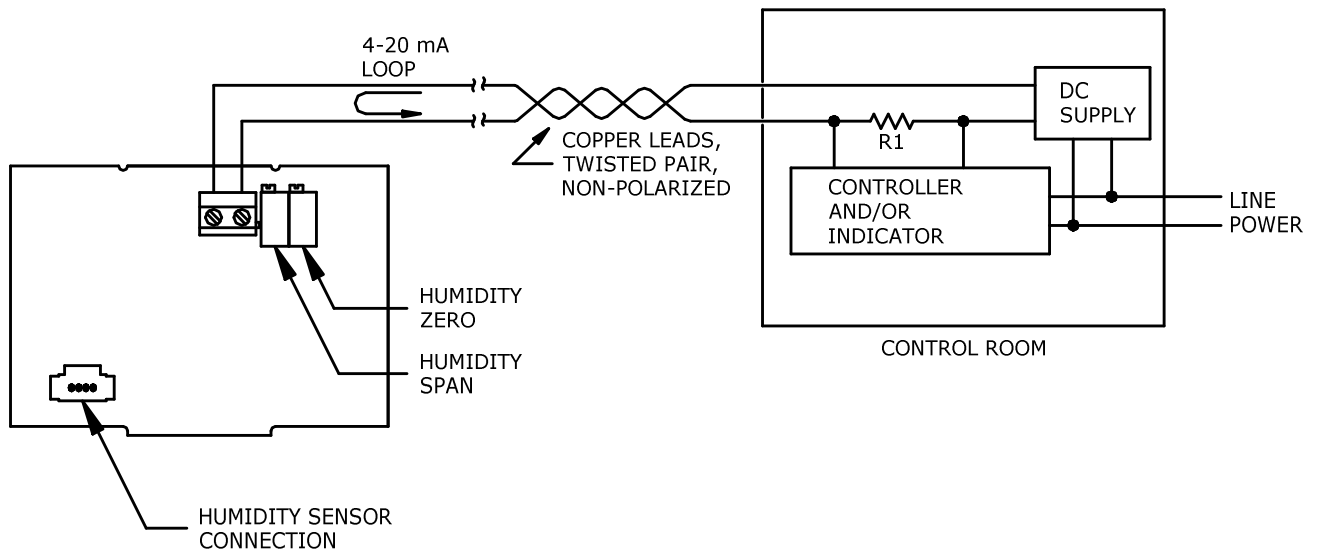 4-20 mA
LOOP
COPPER LEADS,
TWISTED PAIR,
NON-POLARIZED
R1
DC
SUPPLY
CONTROLLER
AND/OR
INDICATOR
LINE
POWER
CONTROL ROOM
HUMIDITY
ZERO
HUMIDITY
SPAN
HUMIDITY SENSOR
CONNECTION